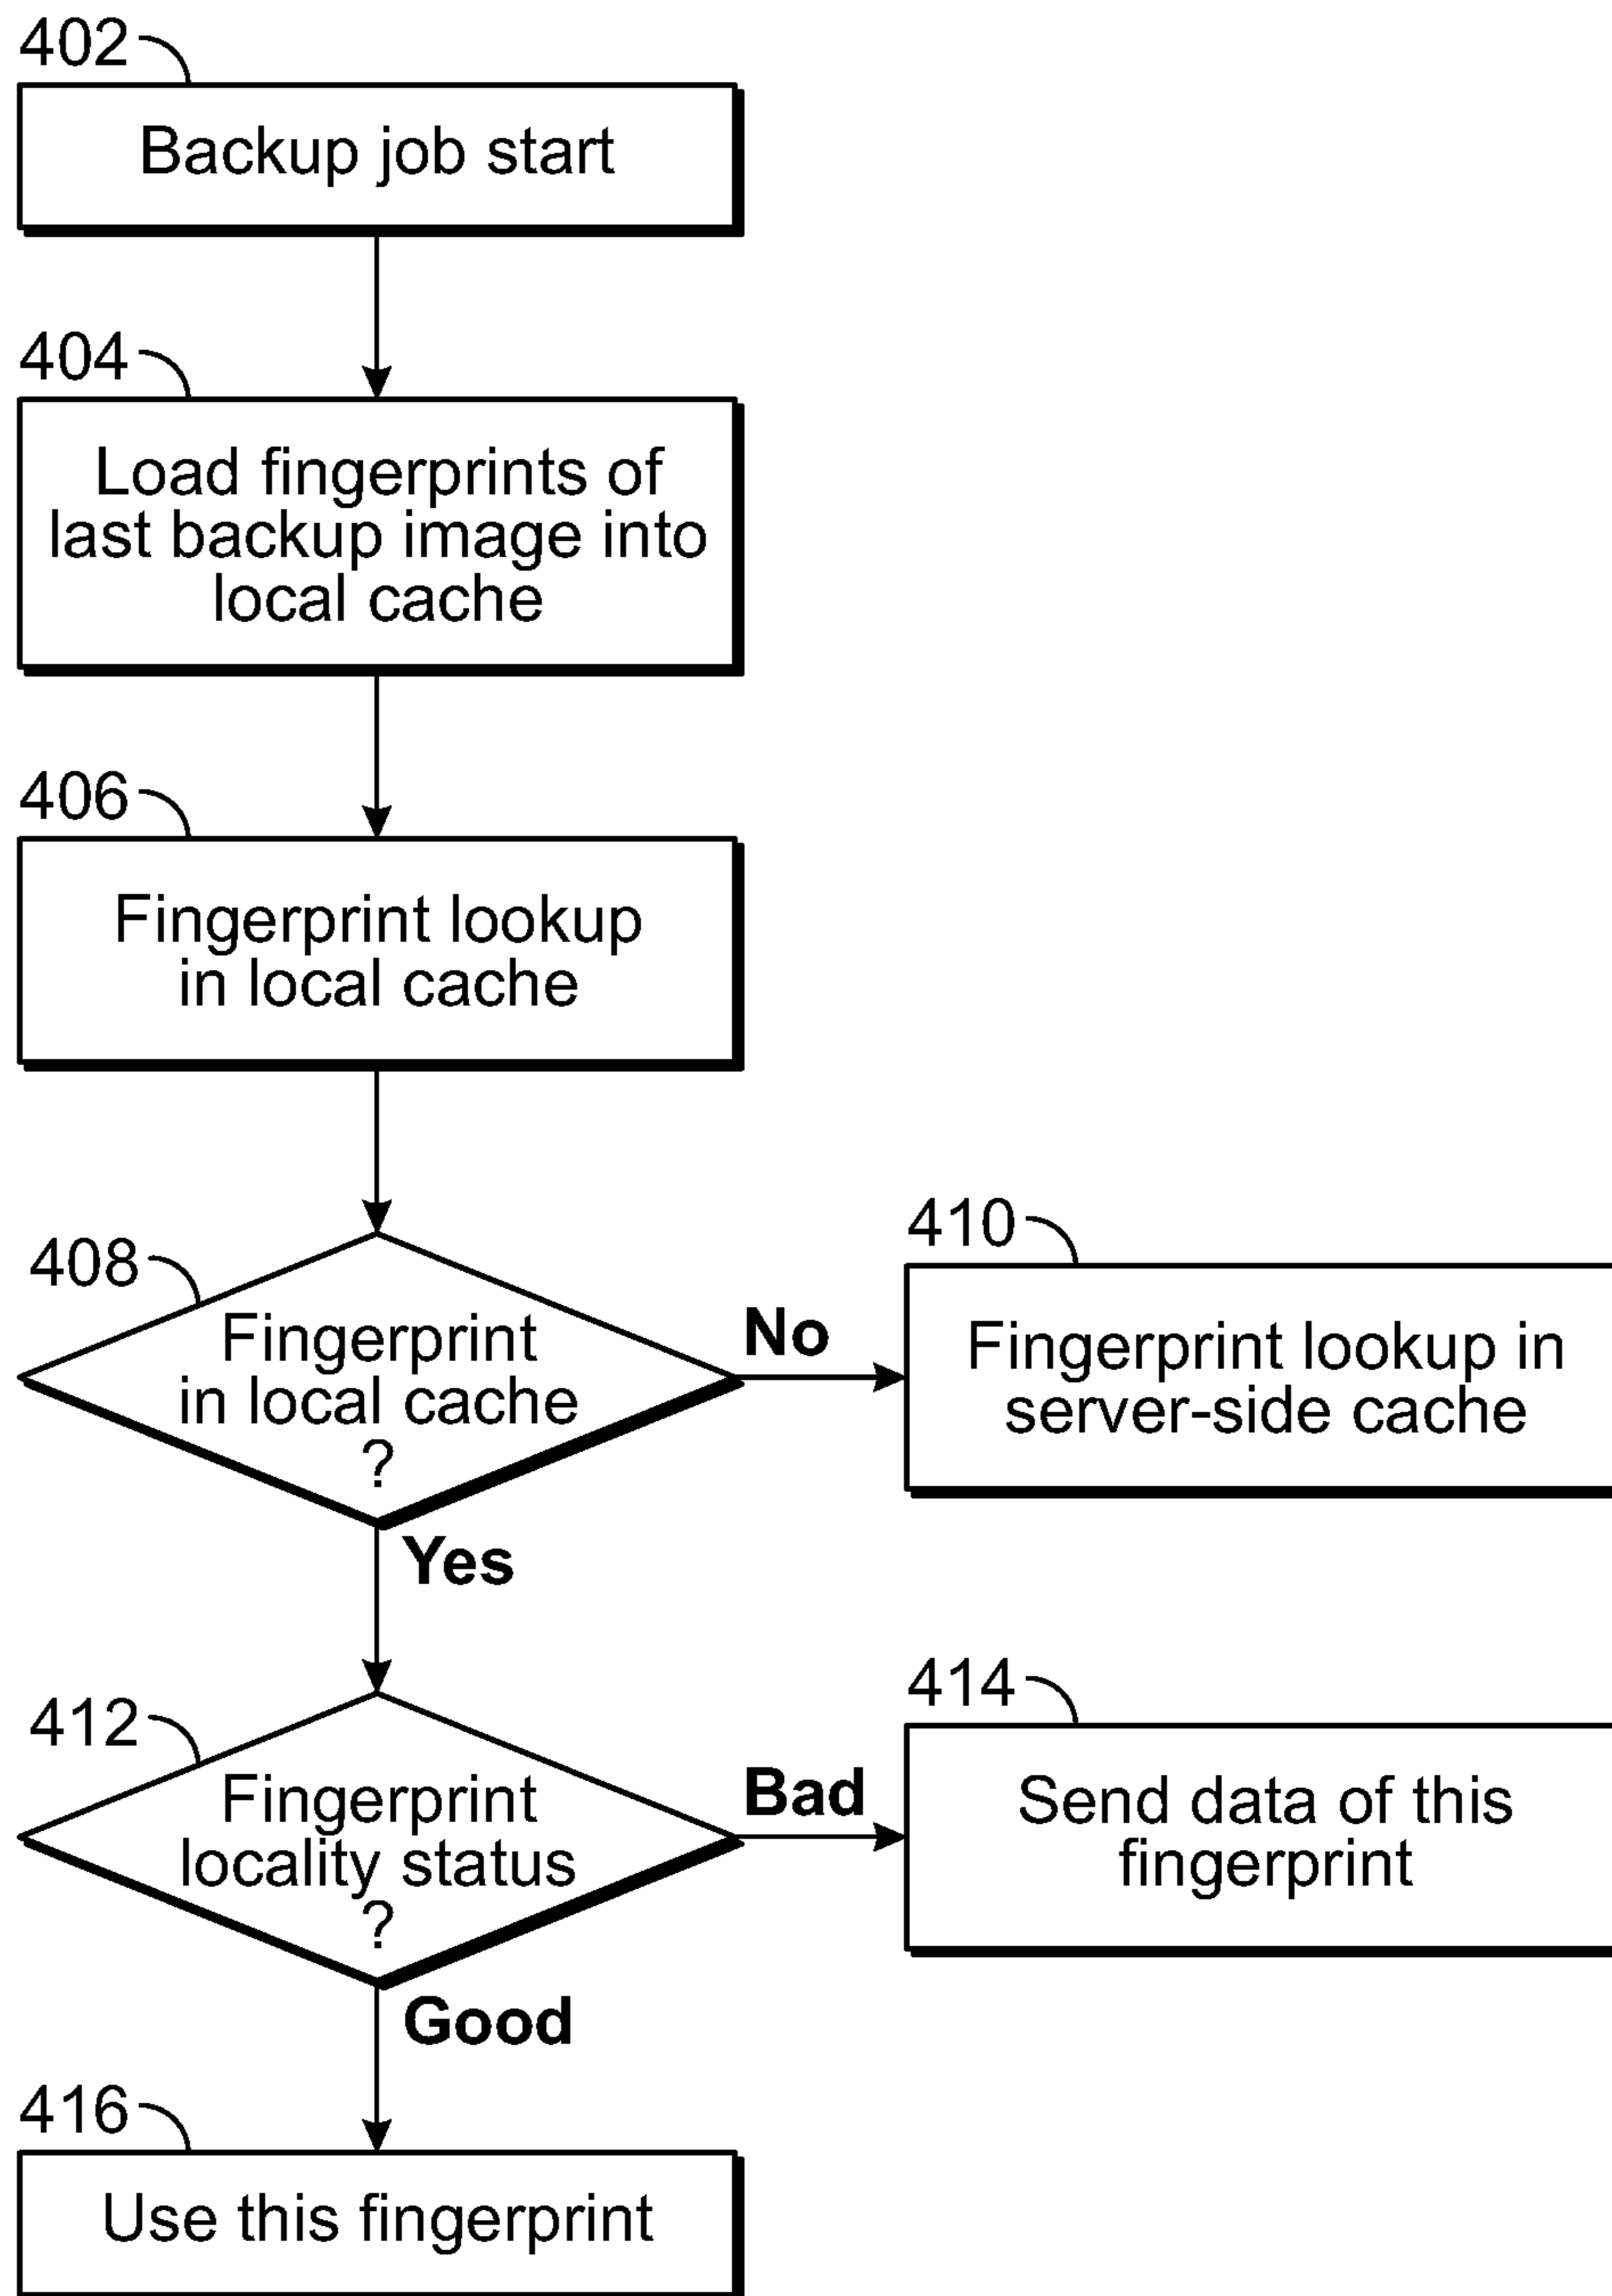 402
Backup job start
404
Load fingerprints of
last backup image into
local cache
406
Fingerprint lookup
in local cache
408
Fingerprint
in local cache
?
No
410
Fingerprint lookup in
server-side cache
Yes
412
Fingerprint
locality status
?
Bad
414
Send data of this
fingerprint
Good
416
Use this fingerprint